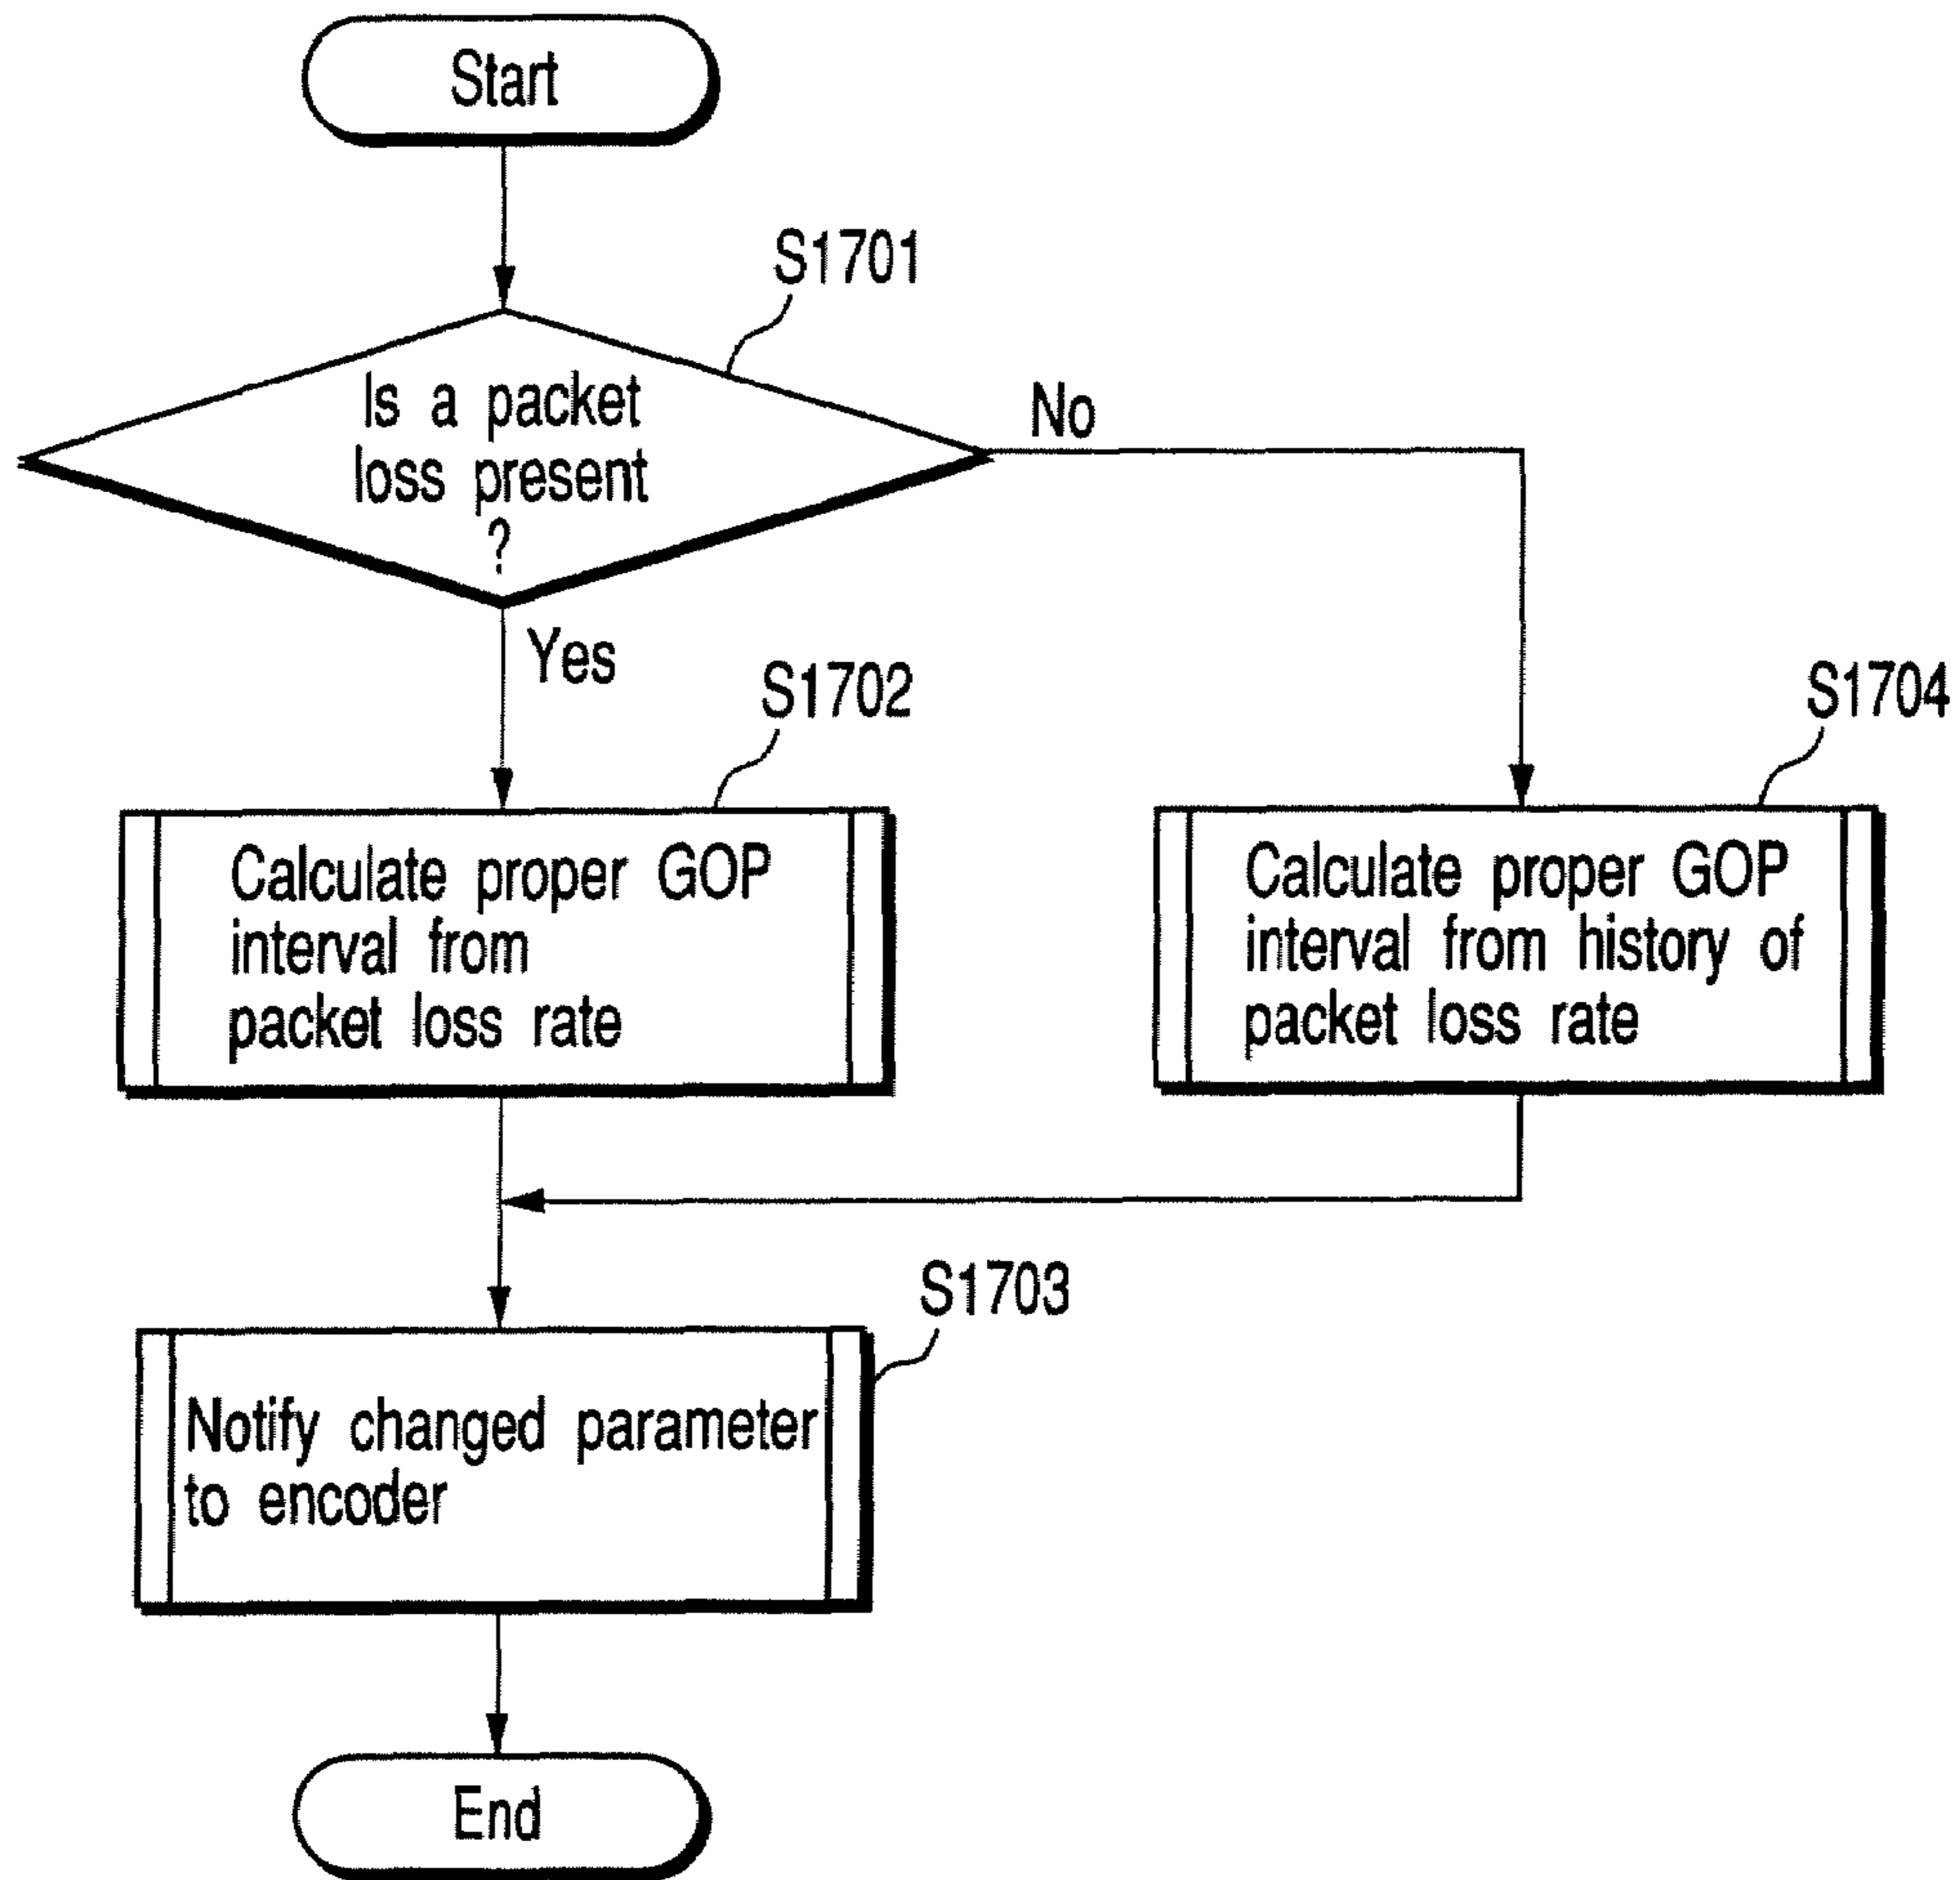 Start
S1701
Is a packet
loss present
?
No
Yes
S1702
S1704
Calculate proper GOP
interval from
packet loss rate
Calculate proper GOP
interval from history of
packet loss rate
S1703
Notify changed parameter
to encoder
End